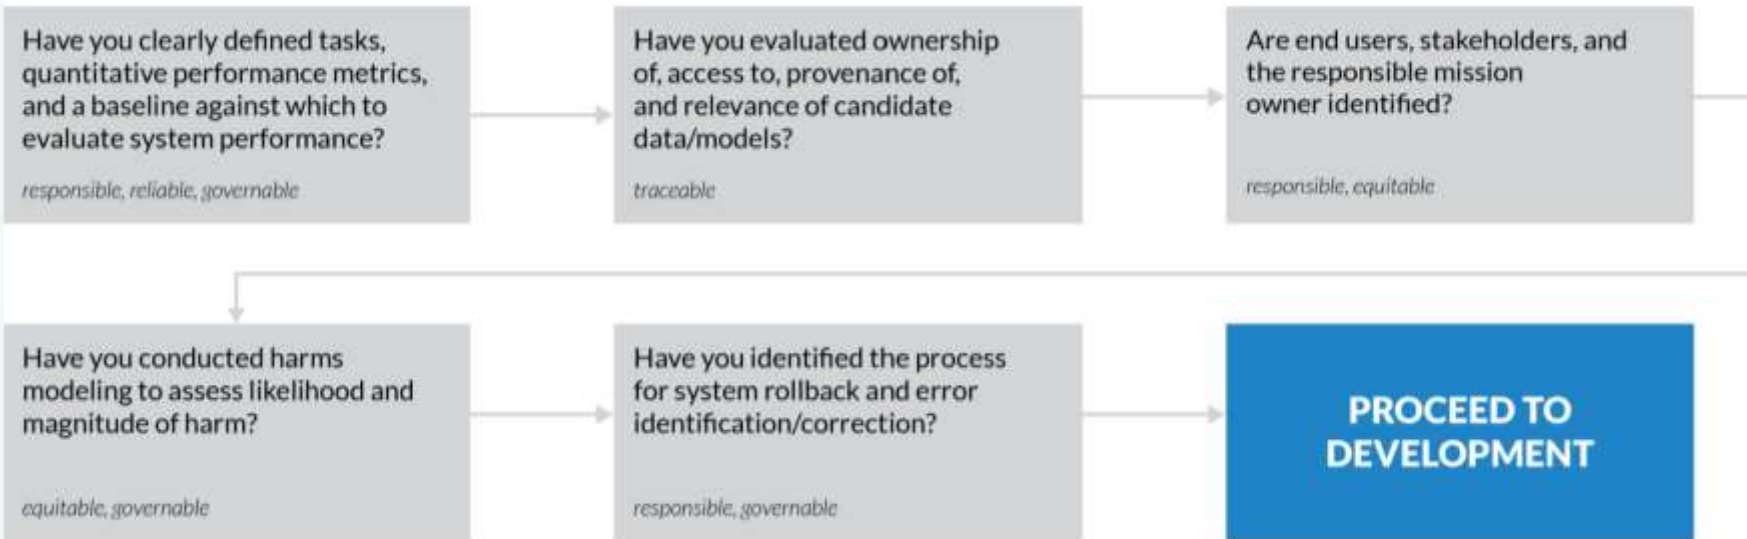 Have you clearly defined tasks,
quantitative performance metrics,
and a baseline against which to
evaluate system performance?
responsible, reliable, governable
Have you evaluated ownership
of, access to, provenance of,
and relevance of candidate
data/models?
traceable
Are end users, stakeholders, and
the responsible mission
owner identified?
responsible, equitable
Have you conducted harms
modeling to assess likelihood and
magnitude of harm?
equitable, governable
Have you identified the process
for system rollback and error
identification/correction?
responsible, governable
PROCEED TO
DEVELOPMENT